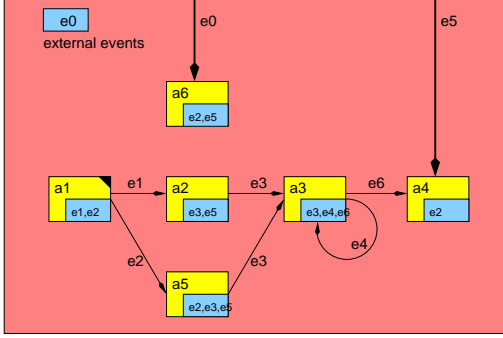 e0
external events
e0
e5
a6
e2,e5
a1
e1,e2
e1
a2
e3,e5
e3
a3
e3,e4,e6
e6
a4
e2
e4
e2
a5
e2,e3,e5
e3